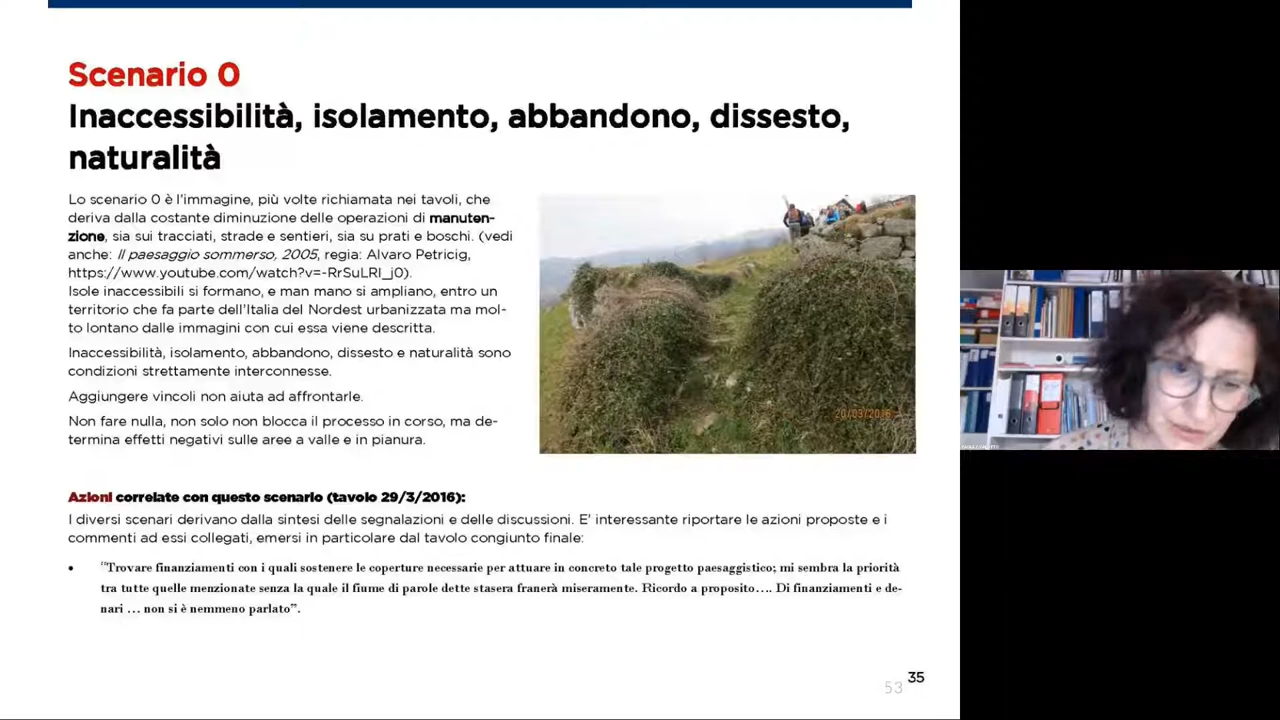 Scenario 0
Inaccessibilità, isolamento, abbandono, dissesto,
naturalità
Lo scenario 0 è l'immagine, più volte richiamata nei tavoli, che
deriva dalla costante diminuzione delle operazioni di manuten-
zione, sia sui tracciati, strade e sentieri, sia su prati e boschi. (vedi
anche: Il paesaggio sommerso, 2005, regia: Alvaro Petricig,
https://www.youtube.com/watch?v=-RrSuLRI_j0).
Isole inaccessibili si formano, e man mano si ampliano, entro un
territorio che fa parte dell'Italia del Nordest urbanizzata ma mol-
to lontano dalle immagini con cui essa viene descritta.
Inaccessibilità, isolamento, abbandono, dissesto e naturalità sono
condizioni strettamente interconnesse.
Aggiungere vincoli non aiuta ad affrontarle.
Non fare nulla, non solo non blocca il processo in corso, ma de-
termina effetti negativi sulle aree a valle e in pianura.
20/03/2016
Azioni correlate con questo scenario (tavolo 29/3/2016):
I diversi scenari derivano dalla sintesi delle segnalazioni e delle discussioni. E' interessante riportare le azioni proposte e i
commenti ad essi collegati, emersi in particolare dal tavolo congiunto finale:
• "Trovare finanziamenti con i quali sostenere le coperture necessarie per attuare in concreto tale progetto paesaggistico; mi sembra la priorità
tra tutte quelle menzionate senza la quale il fiume di parole dette stasera franerà miseramente. Ricordo a proposito…. Di finanziamenti e de-
nari … non si è nemmeno parlato".
35
53